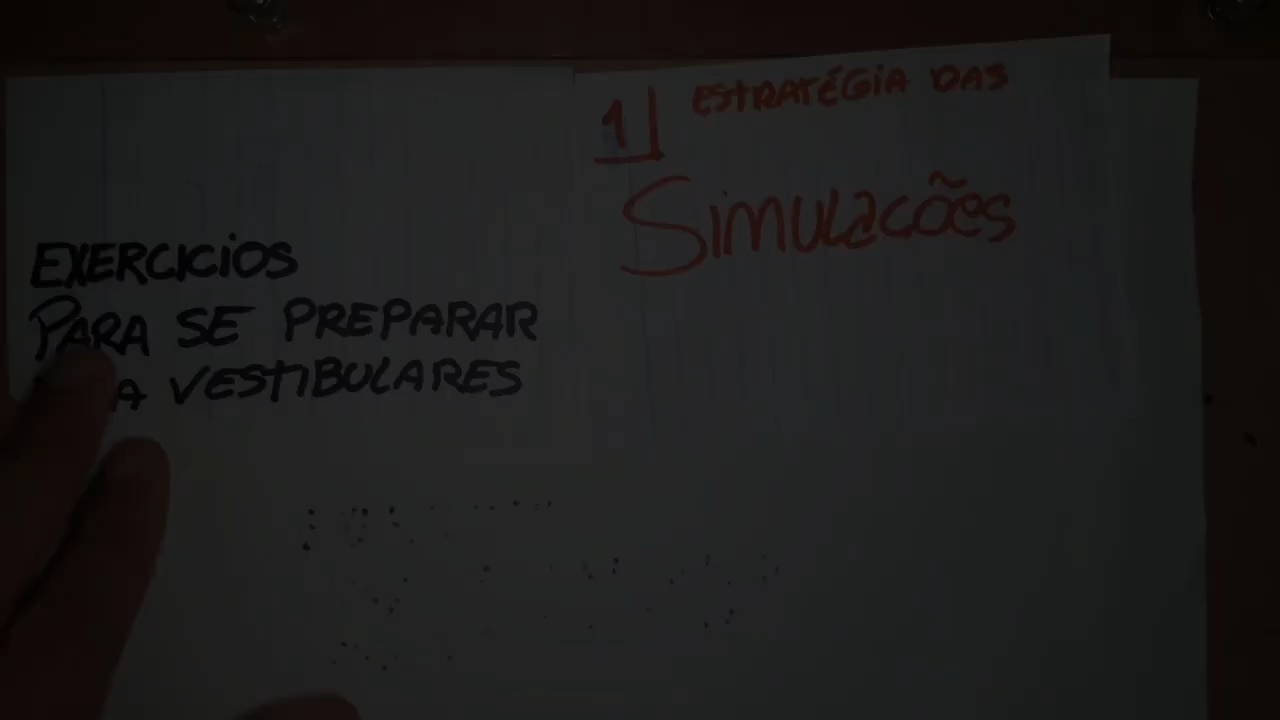 EXERCICIOS
PARA SE PREPARAR
VESTIBULARES
1 ESTRATÉGIA DAS
SIMULAÇÕES